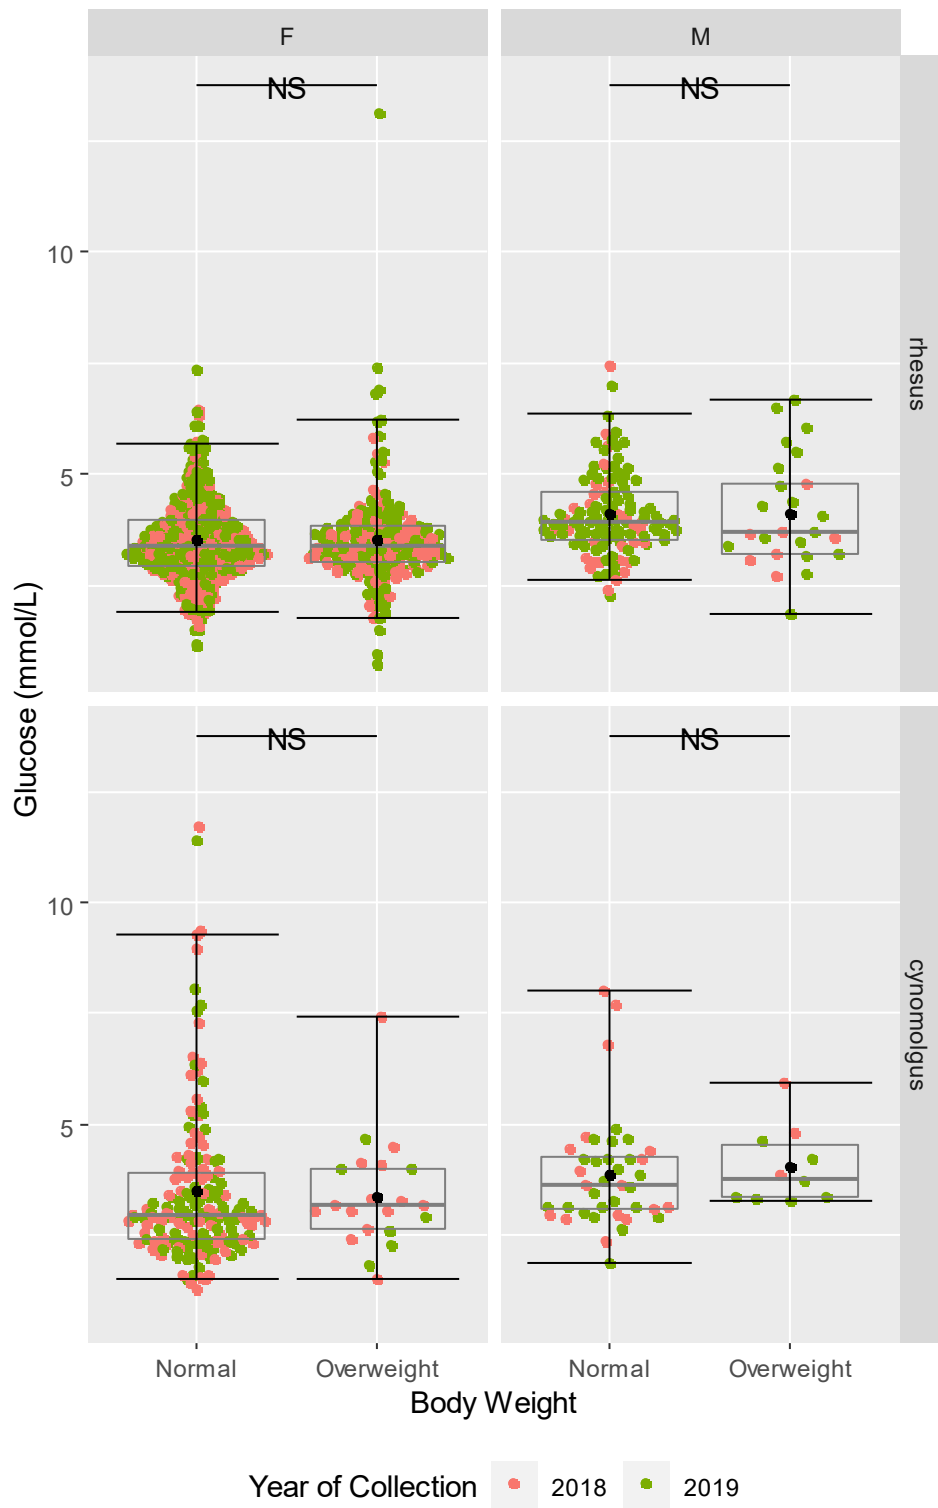 F
M
NS
NS
10
5
rhesus
Glucose (mmol/L)
NS
NS
10
5
cynomolgus
Normal
Overweight
Normal
Overweight
Body Weight
Year of Collection 2018 2019